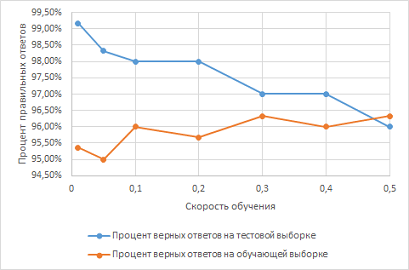 99,50%
99,00%
98,50%
98,00%
97,50%
97,00%
96,50%
96,00%
95,50%
95,00%
94,50%
Процент правильных ответов
0 0,1 0,2 0,3 0,4 0,5
Скорость обучения
Процент верных ответов на тестовой выборке
Процент верных ответов на обучающей выборке